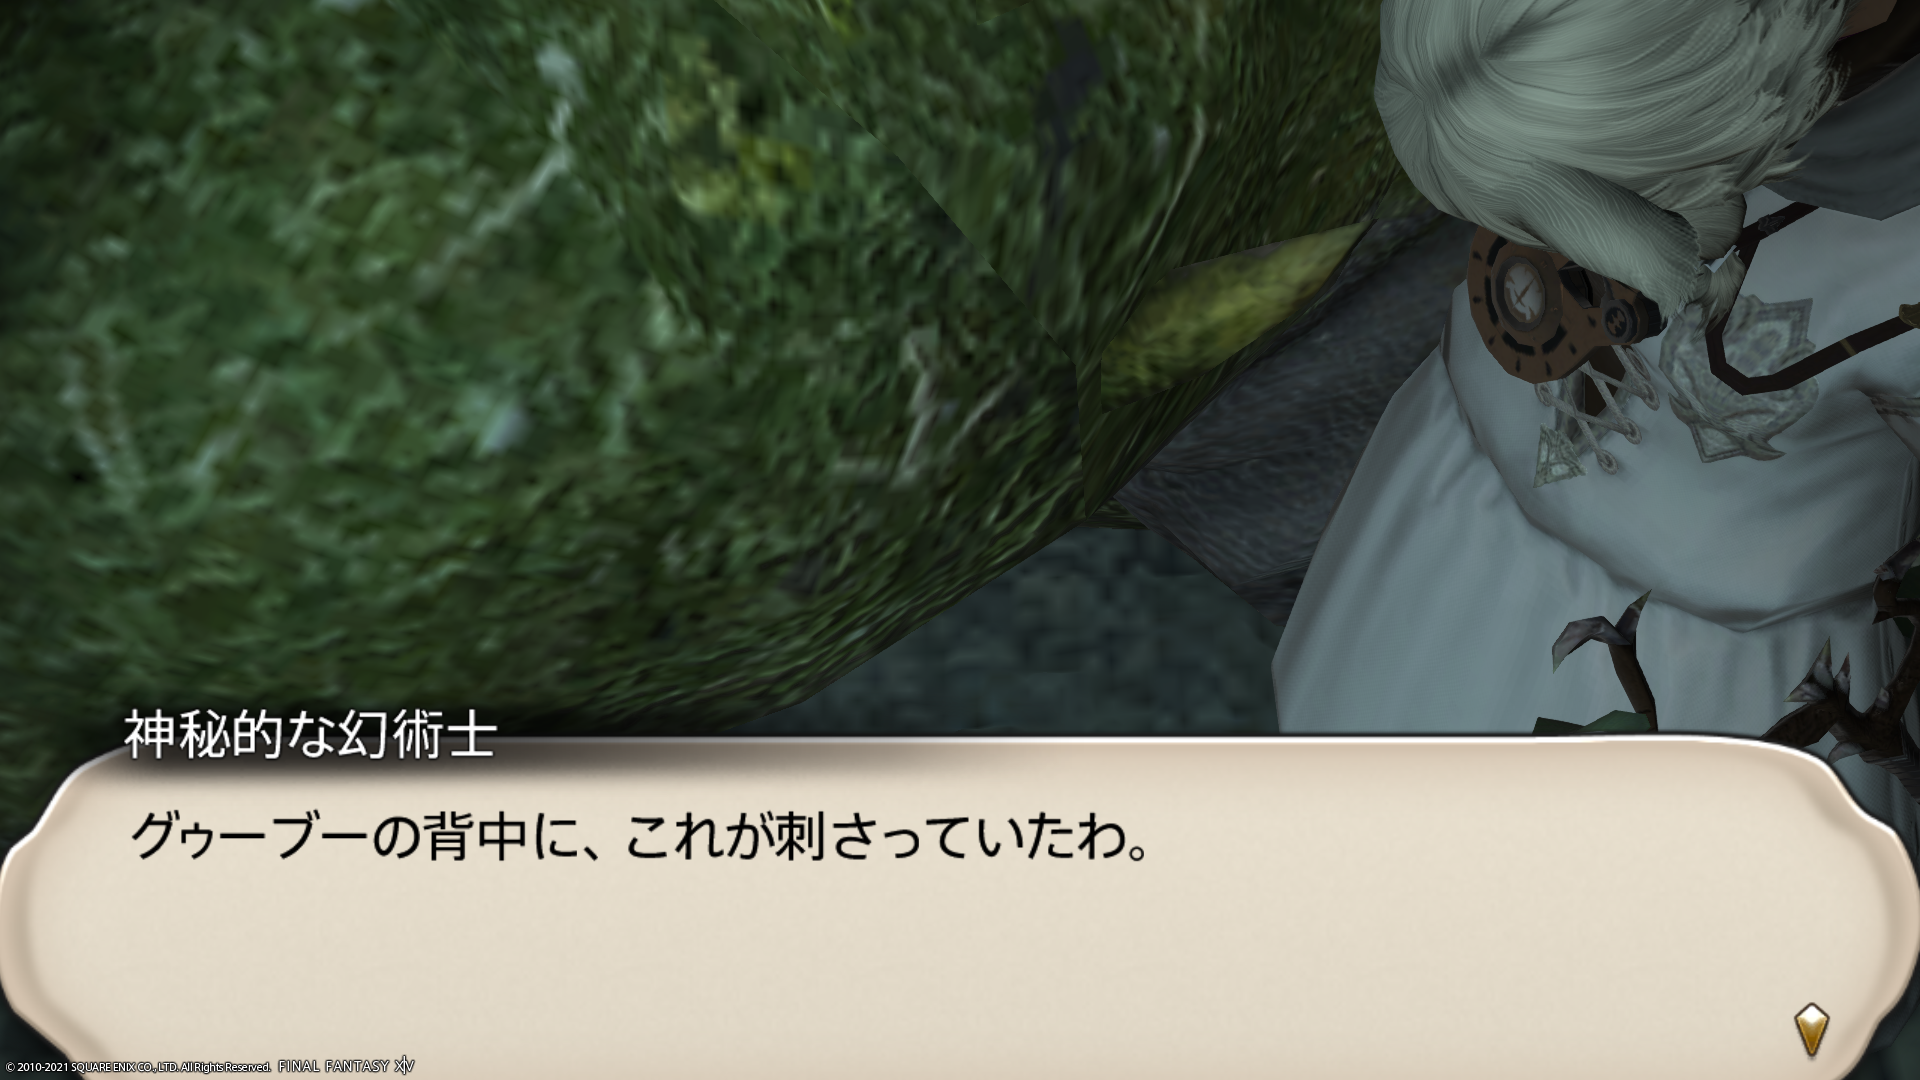 神秘的な幻術士
グゥーブーの背中に、これが刺さっていたわ。
© 2010-2021 SQUARE ENIX CO., LTD. All Rights Reserved. FINAL FANTASY XIV